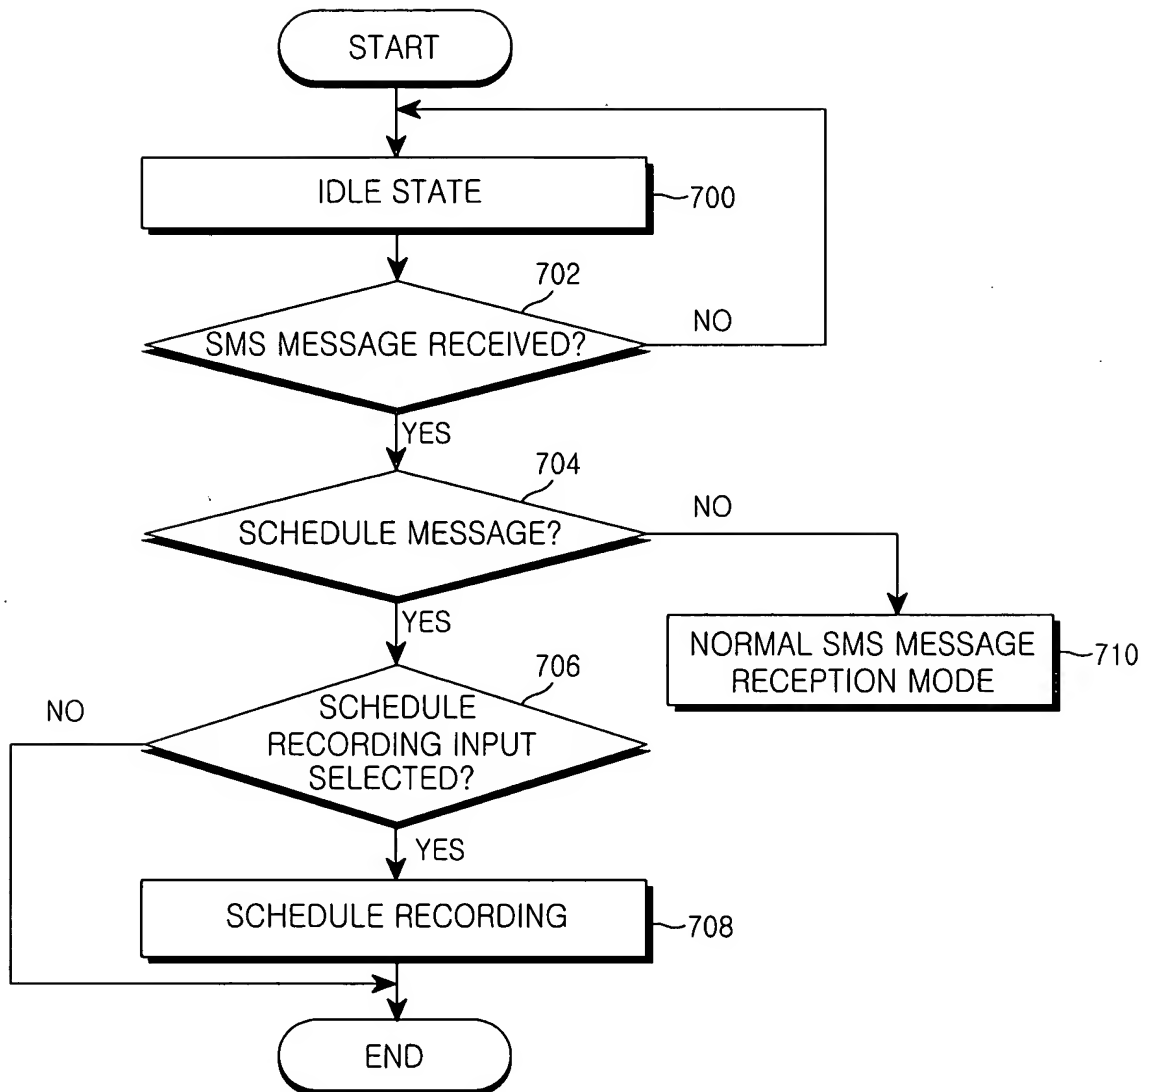 START
IDLE STATE
700
702
SMS MESSAGE RECEIVED?
NO
YES
704
SCHEDULE MESSAGE?
NO
YES
NORMAL SMS MESSAGE
RECEPTION MODE
710
706
NO
SCHEDULE
RECORDING INPUT
SELECTED?
YES
SCHEDULE RECORDING
708
END